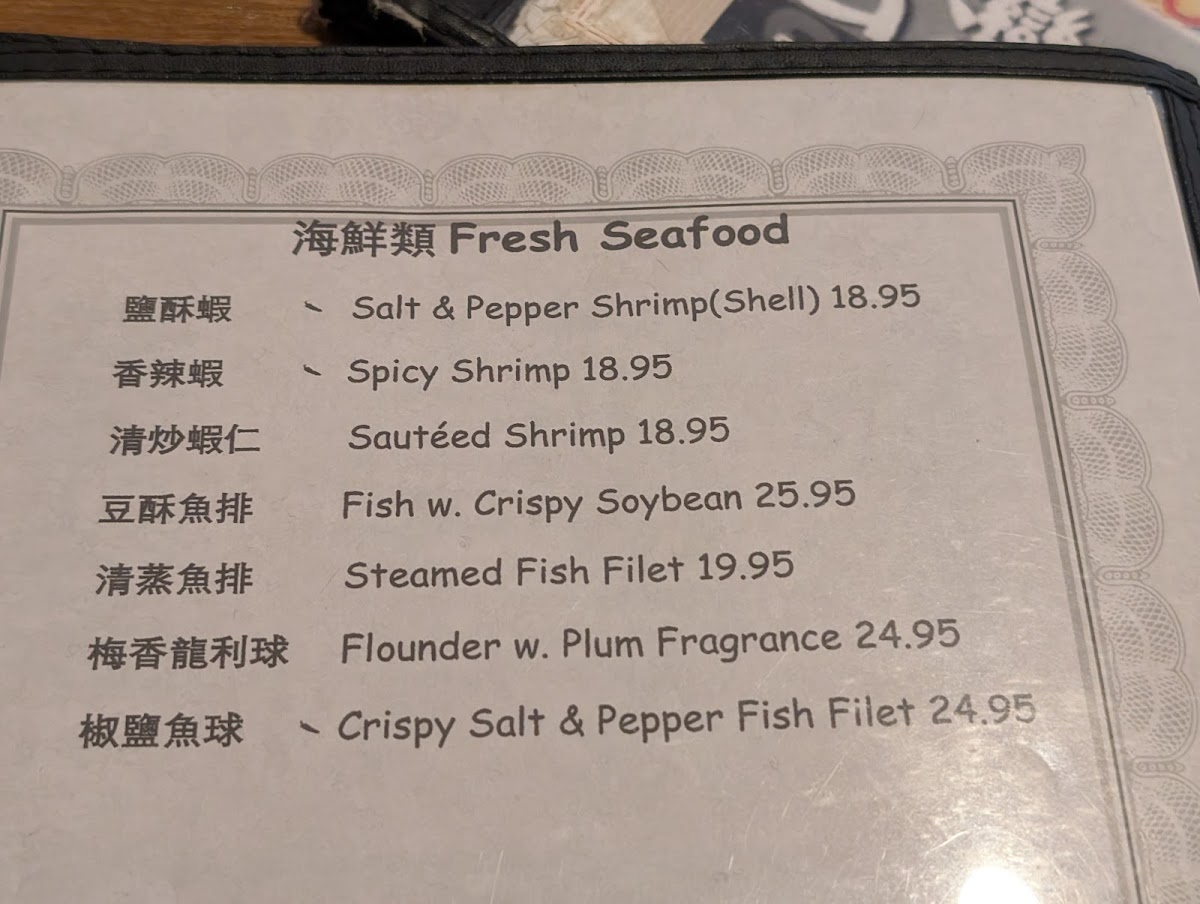 海鮮類 Fresh Seafood
鹽酥蝦 Salt & Pepper Shrimp(Shell) 18.95
香辣蝦 Spicy Shrimp 18.95
清炒蝦仁 Sautéed Shrimp 18.95
豆酥魚排 Fish w. Crispy Soybean 25.95
清蒸魚排 Steamed Fish Filet 19.95
梅香龍利球 Flounder w. Plum Fragrance 24.95
椒鹽魚球 Crispy Salt & Pepper Fish Filet 24.95